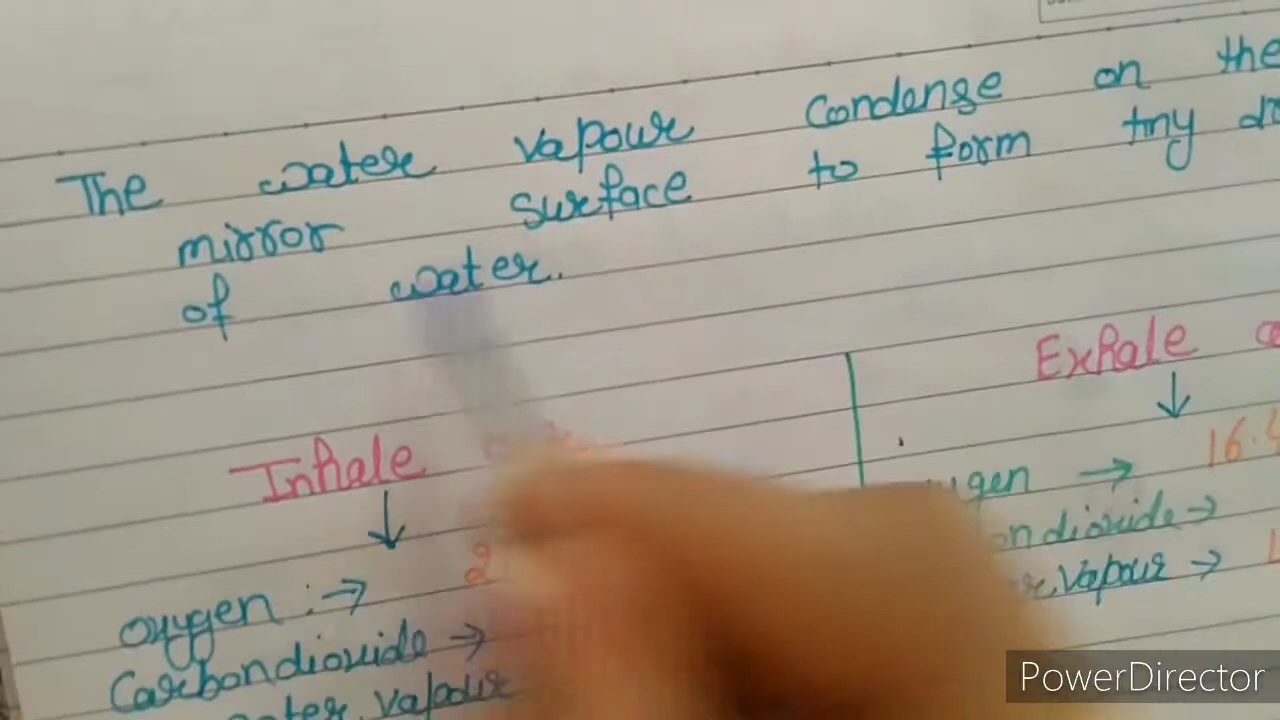 The water vapour Condense on the
mirror surface to form tiny
of water.
Inhale
oxygen :→
Carbondioxide →
vapour
Exhale
→ 16.
→
vapour →
PowerDirector